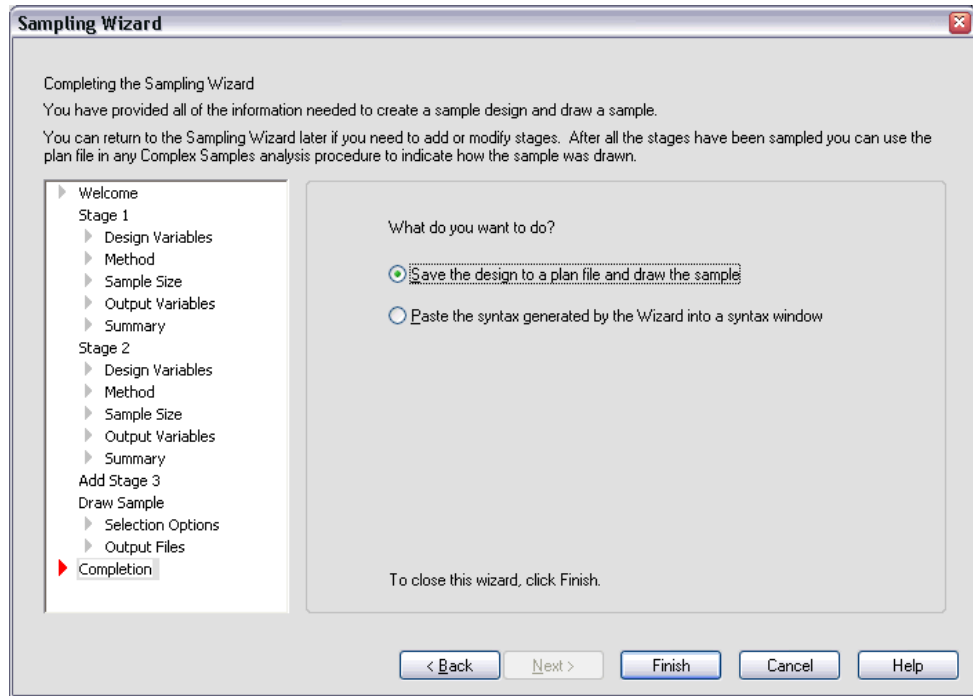 Sampling Wizard
Completing the Sampling Wizard
You have provided all of the information needed to create a sample design and draw a sample.
You can return to the Sampling Wizard later if you need to add or modify stages. After all the stages have been sampled you can use the
plan file in any Complex Samples analysis procedure to indicate how the sample was drawn.
Welcome
Stage 1
Design Variables
Method
Sample Size
Output Variables
Summary
Stage 2
Design Variables
Method
Sample Size
Output Variables
Summary
Add Stage 3
Draw Sample
Selection Options
Output Files
Completion
What do you want to do?
Save the design to a plan file and draw the sample
Paste the syntax generated by the Wizard into a syntax window
To close this wizard, click Finish.
< Back
Next >
Finish
Cancel
Help